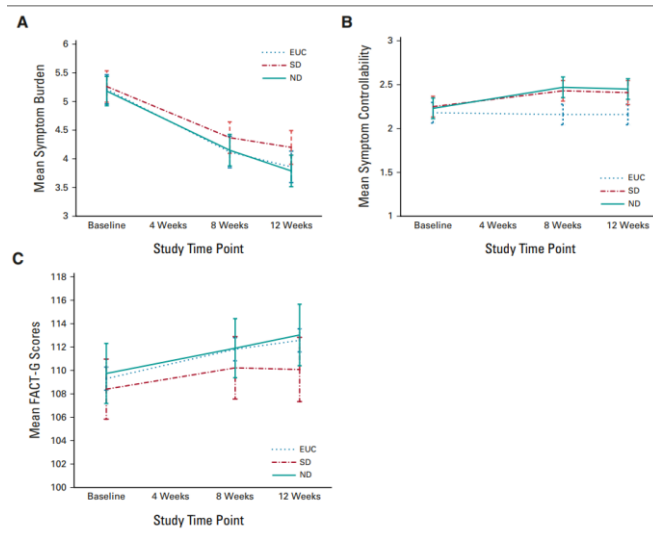 A
Mean Symptom Burden
6
5.5
5
4.5
4
3.5
3
EUC
SD
ND
Baseline 4 Weeks 8 Weeks 12 Weeks
Study Time Point
B
Mean Symptom Controllability
3
2.5
2
1.5
1
EUC
SD
ND
Baseline 4 Weeks 8 Weeks 12 Weeks
Study Time Point
C
Mean FACT-G Scores
118
116
114
112
110
108
106
104
102
100
EUC
SD
ND
Baseline 4 Weeks 8 Weeks 12 Weeks
Study Time Point